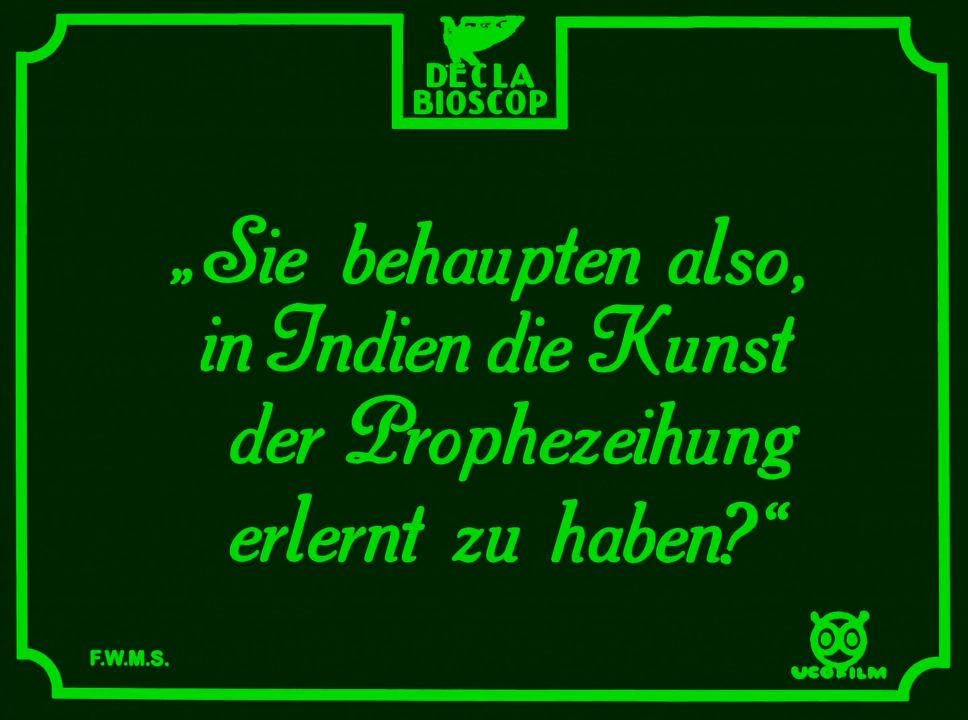 DECLA
BIOSCOP
„Sie behaupten also,
in Indien die Kunst
der Prophezeihung
erlernt zu haben?“
F.W.M.S.
UCOFILM